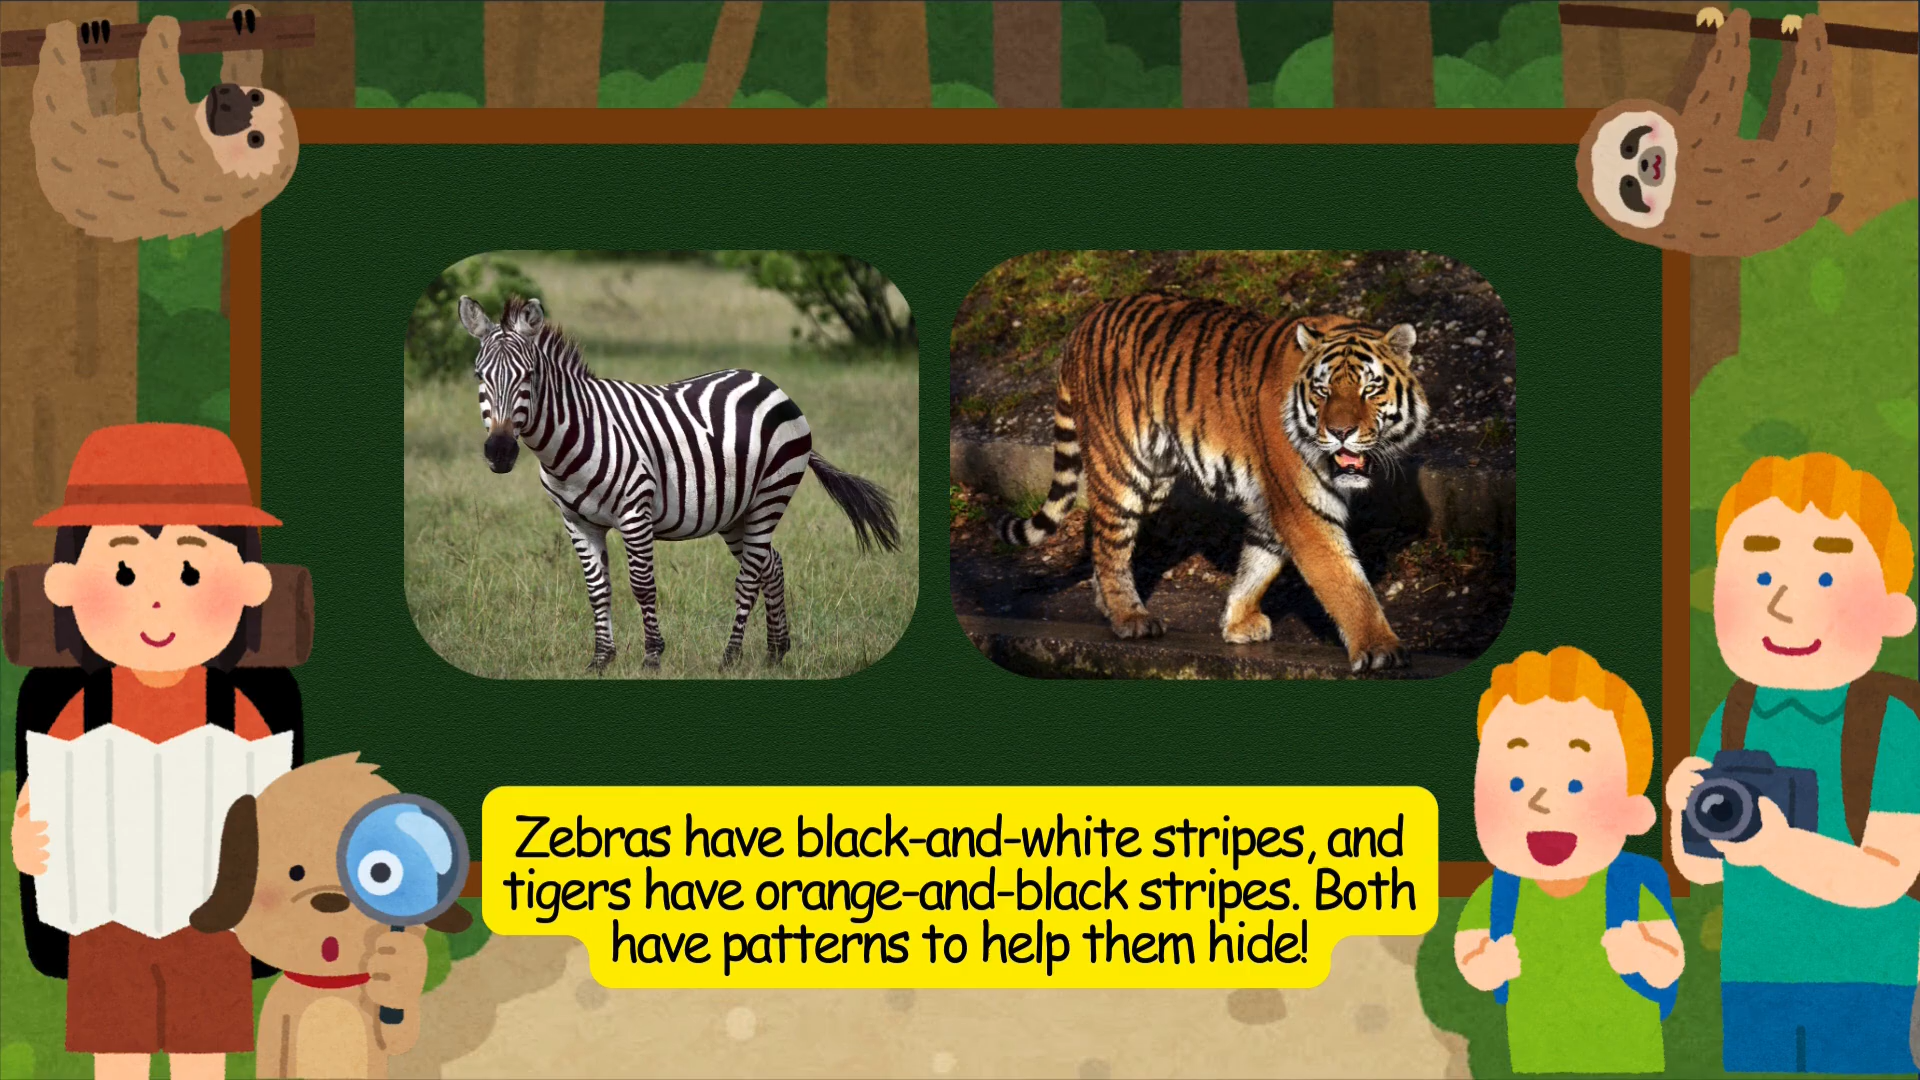 Zebras have black-and-white stripes, and
tigers have orange-and-black stripes. Both
have patterns to help them hide!